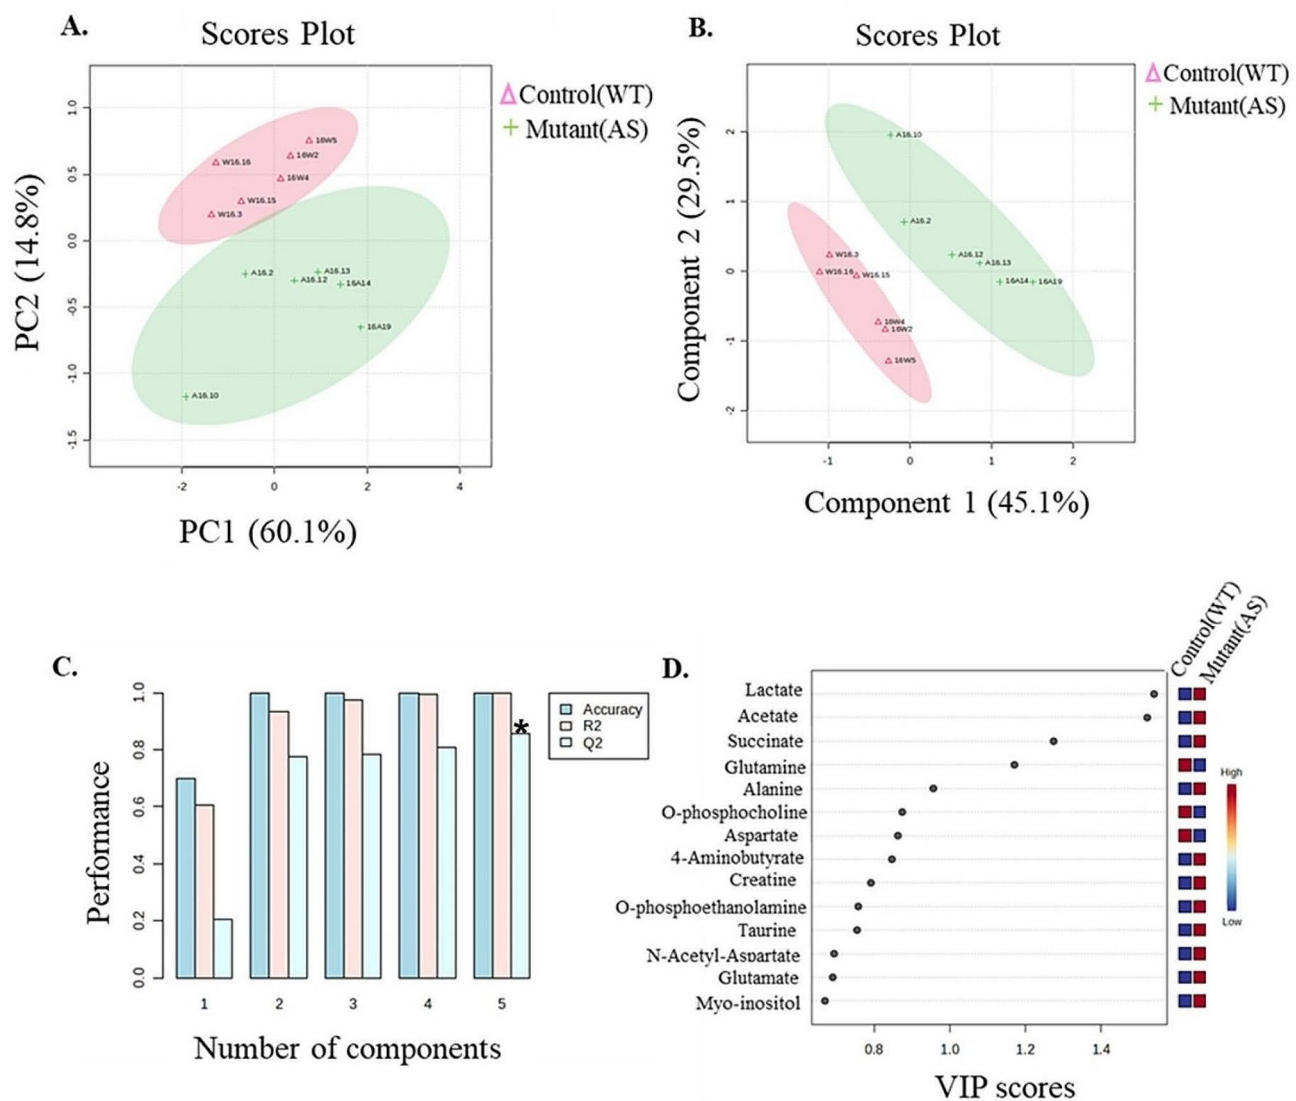 A.
Scores Plot
Control(WT)
Mutant(AS)
PC2 (14.8%)
1.0
0.5
0.0
-0.5
-1.0
-1.5
16W5
16W2
W16.16
16W4
W16.15
W16.3
A16.2
A16.13
A16.12
16A14
16A19
A16.10
-2
0
2
4
PC1 (60.1%)
B.
Scores Plot
Control(WT)
Mutant(AS)
Component 2 (29.5%)
2
1
0
-1
-2
A16.10
A16.2
W16.3
A16.12
A16.13
W16.16
W16.15
16A14
16A19
16W4
16W2
16W5
-1
0
1
2
Component 1 (45.1%)
C.
Performance
1.0
0.8
0.6
0.4
0.2
0.0
*
Accuracy
R2
Q2
1
2
3
4
5
Number of components
D.
Control(WT)
Mutant(AS)
Lactate
Acetate
Succinate
Glutamine
Alanine
O-phosphocholine
Aspartate
4-Aminobutyrate
Creatine
O-phosphoethanolamine
Taurine
N-Acetyl-Aspartate
Glutamate
Myo-inositol
High
Low
0.8
1.0
1.2
1.4
VIP scores